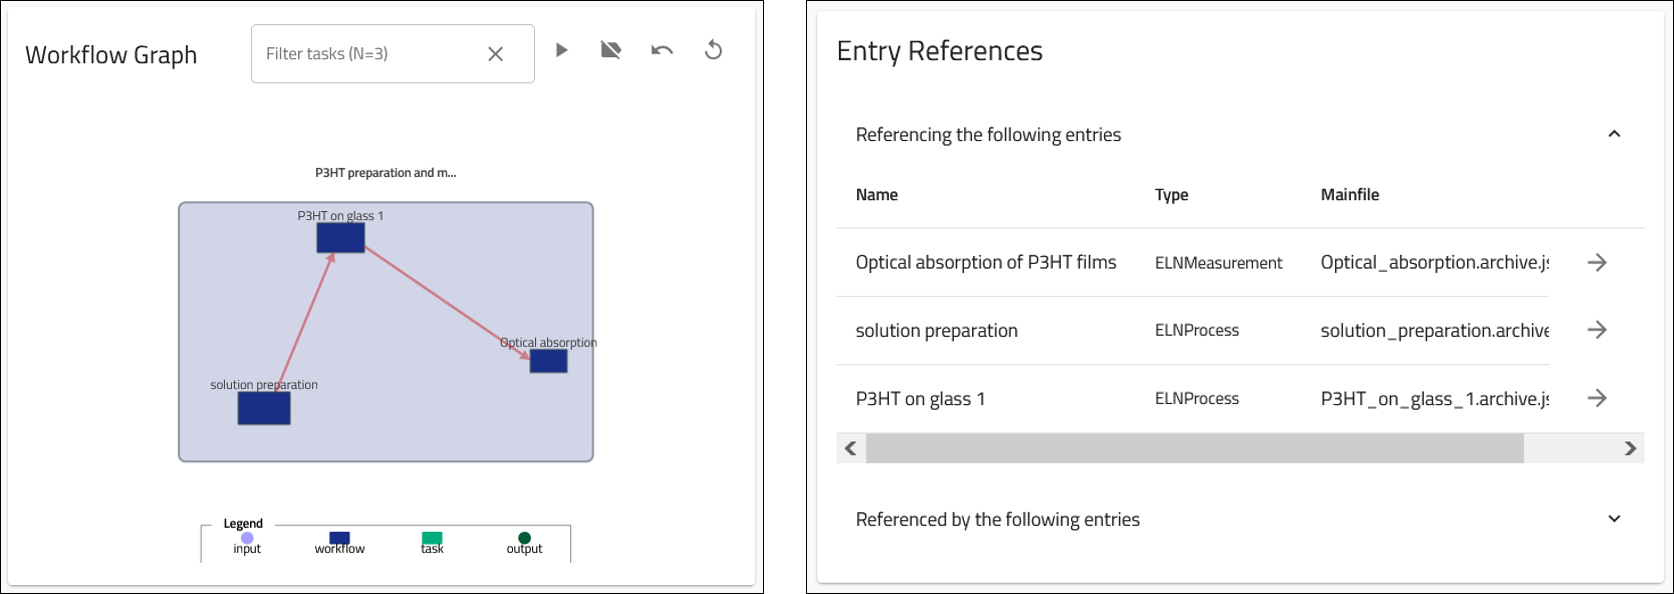 Workflow Graph
Filter tasks (N=3)
P3HT preparation and m...
P3HT on glass 1
Optical absorption
solution preparation
Legend
input workflow task output
Entry References
Referencing the following entries
Name Type Mainfile
Optical absorption of P3HT films ELNMeasurement Optical_absorption.archive.js
solution preparation ELNProcess solution_preparation.archive
P3HT on glass 1 ELNProcess P3HT_on_glass_1.archive.js
Referenced by the following entries